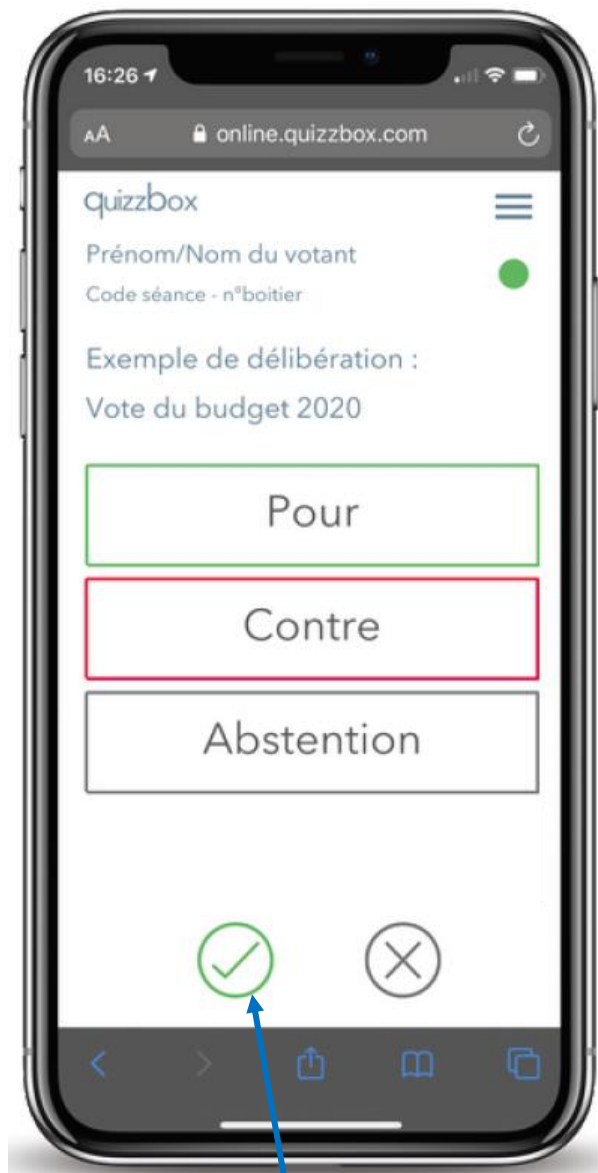 16:26
AA online.quizzbox.com
quizzbox
Prénom/Nom du votant
Code séance - n°boitier
Exemple de délibération :
Vote du budget 2020
Pour
Contre
Abstention